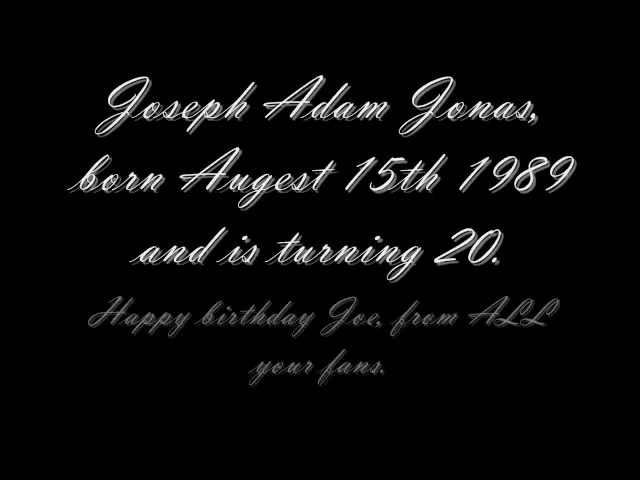 Joseph Adam Jonas,
born Augest 15th 1989
and is turning 20.
Happy birthday Joe, from ALL
your fans.